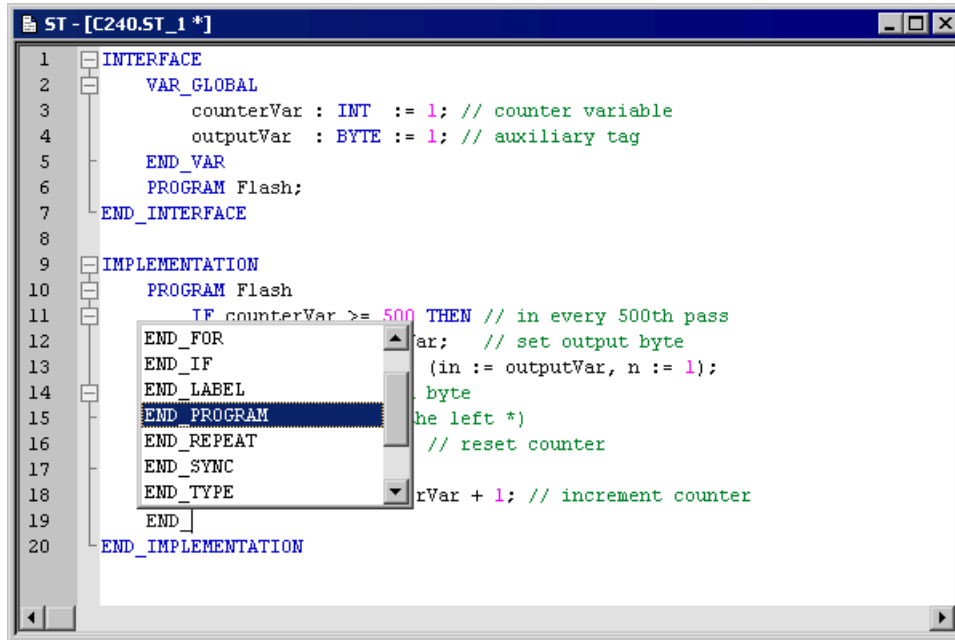 ST - [C240.ST_1 *]
1 INTERFACE
2 VAR_GLOBAL
3 counterVar : INT := 1; // counter variable
4 outputVar : BYTE := 1; // auxiliary tag
5 END_VAR
6 PROGRAM Flash;
7 END_INTERFACE
8
9 IMPLEMENTATION
10 PROGRAM Flash
11 IF counterVar >= 500 THEN // in every 500th pass
12 END_FOR ar; // set output byte
13 END_IF (in := outputVar, n := 1);
14 END_LABEL byte
15 END_PROGRAM he left *)
16 END_REPEAT // reset counter
17 END_SYNC
18 END_TYPE rVar + 1; // increment counter
19 END_
20 END_IMPLEMENTATION